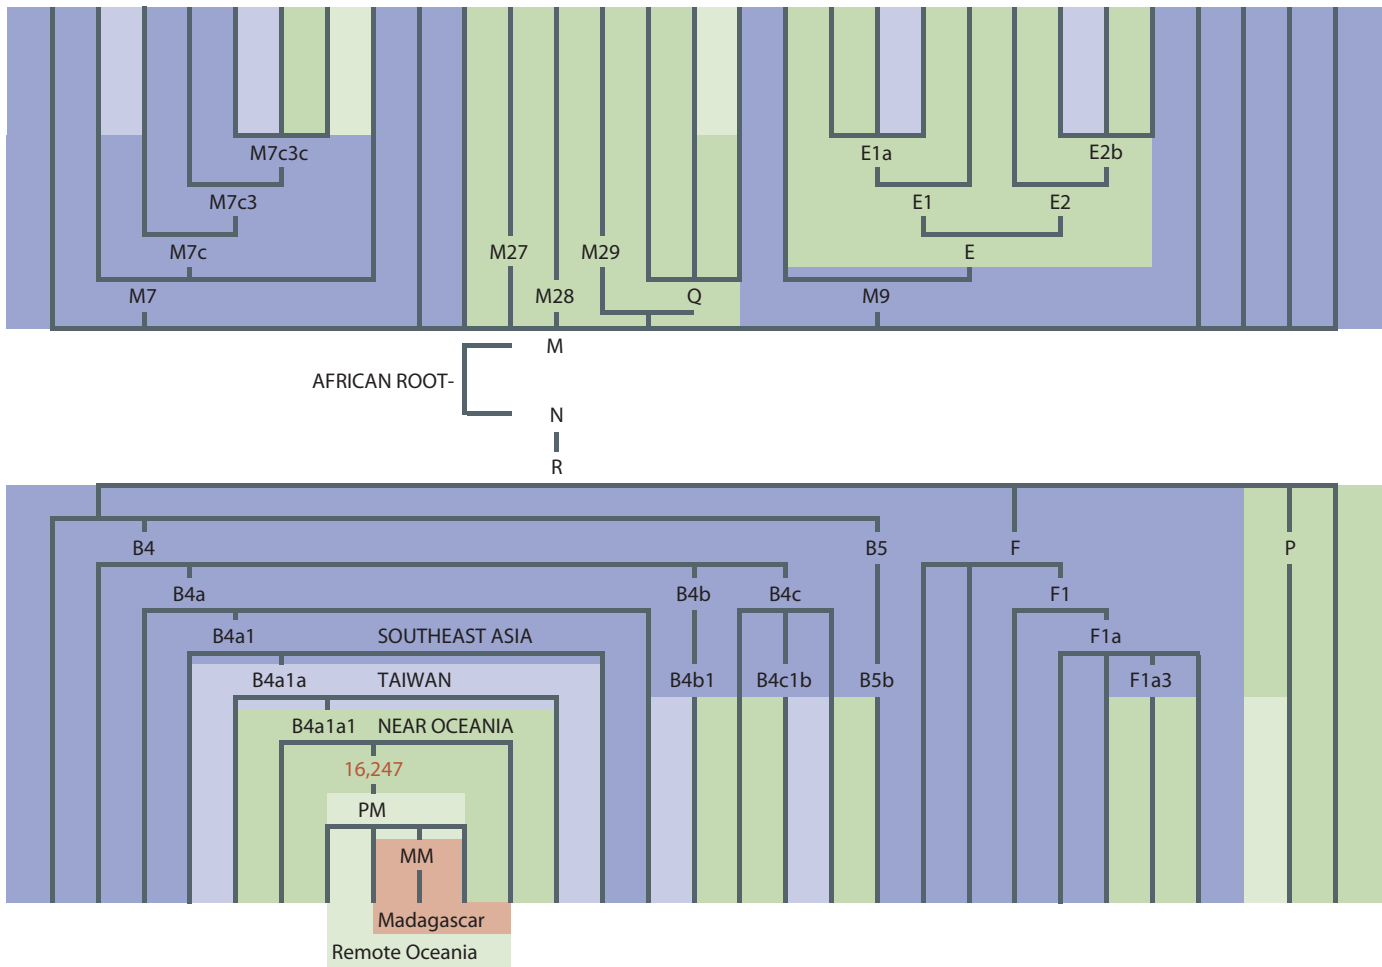 M7c3c E1a E2b
M7c3 E1 E2
M7c M27 M29 E
M7 M28 Q M9
M
AFRICAN ROOT-
N
R
B4 B5 F P
B4a B4b B4c F1
B4a1 SOUTHEAST ASIA F1a
B4a1a TAIWAN B4b1 B4c1b B5b F1a3
B4a1a1 NEAR OCEANIA
16,247
PM
MM
Madagascar
Remote Oceania